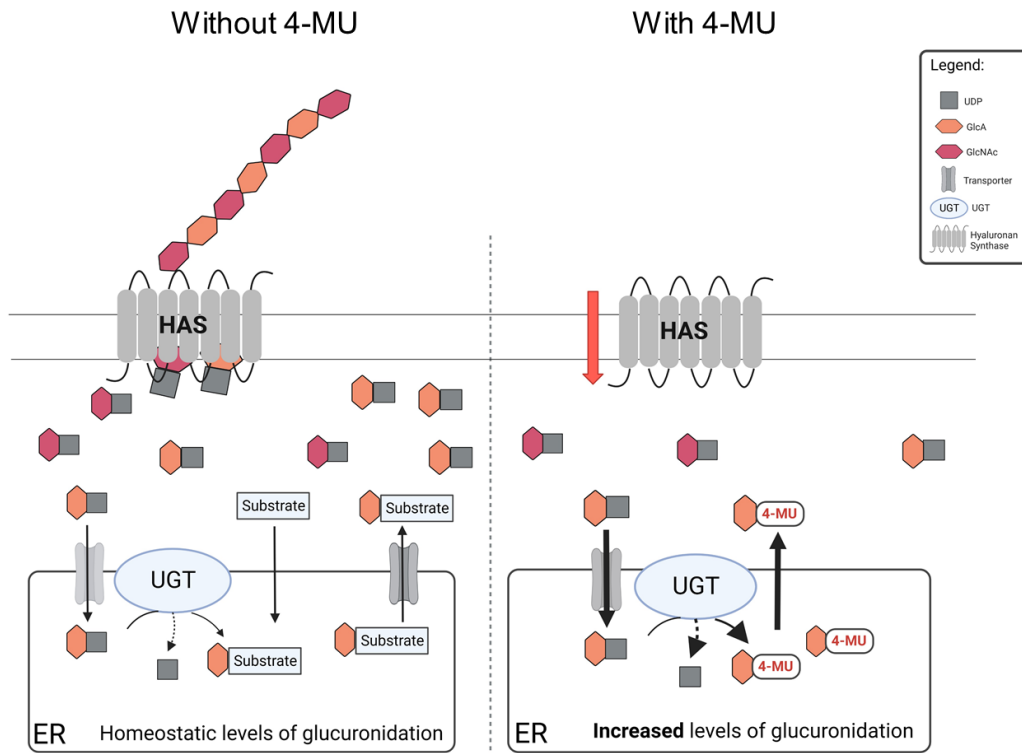 Without 4-MU
With 4-MU
Legend:
UDP
GlcA
GlcNAc
Transporter
UGT UGT
Hyaluronan
Synthase
HAS
HAS
Substrate
Substrate
4-MU
UGT
UGT
Substrate
Substrate
4-MU
4-MU
ER
Homeostatic levels of glucuronidation
ER
Increased levels of glucuronidation